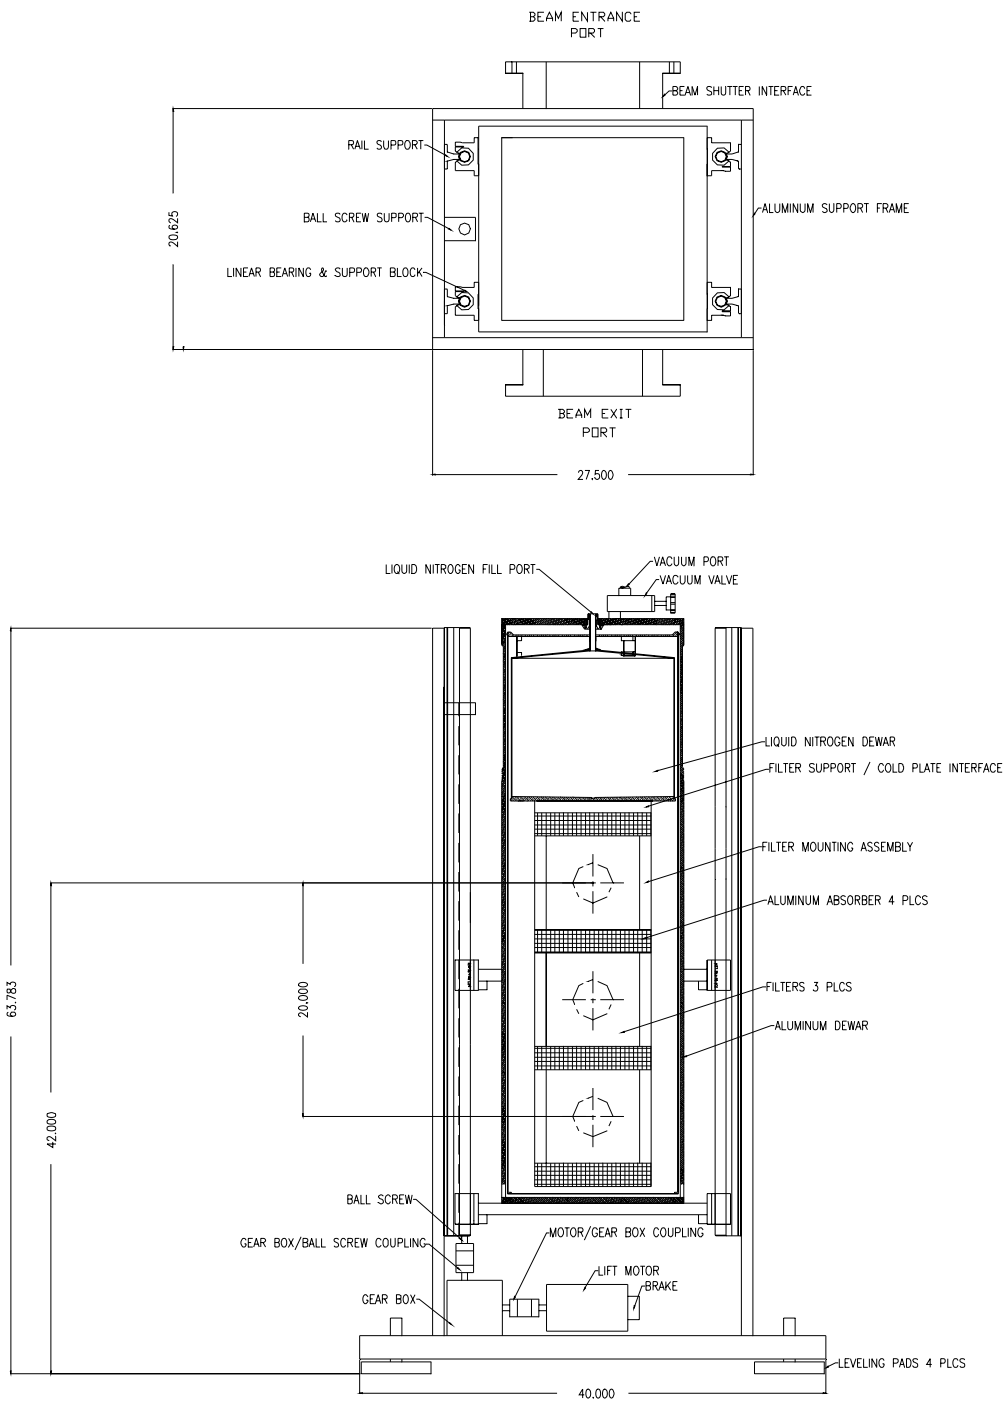 BEAM ENTRANCE
PORT
BEAM SHUTTER INTERFACE
RAIL SUPPORT
ALUMINUM SUPPORT FRAME
BALL SCREW SUPPORT
20.625
LINEAR BEARING & SUPPORT BLOCK
BEAM EXIT
PORT
27.500
VACUUM PORT
LIQUID NITROGEN FILL PORT
VACUUM VALVE
LIQUID NITROGEN DEWAR
FILTER SUPPORT / COLD PLATE INTERFACE
FILTER MOUNTING ASSEMBLY
ALUMINUM ABSORBER 4 PLCS
63.783
20.000
FILTERS 3 PLCS
ALUMINUM DEWAR
42.000
BALL SCREW
MOTOR/GEAR BOX COUPLING
GEAR BOX/BALL SCREW COUPLING
LIFT MOTOR
BRAKE
GEAR BOX
LEVELING PADS 4 PLCS
40.000